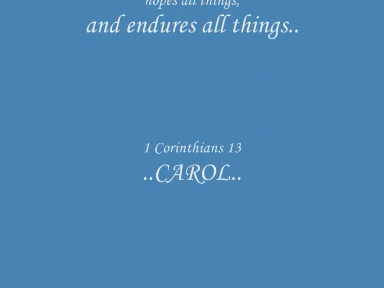 hopes all things,
and endures all things..
1 Corinthians 13
..CAROL..